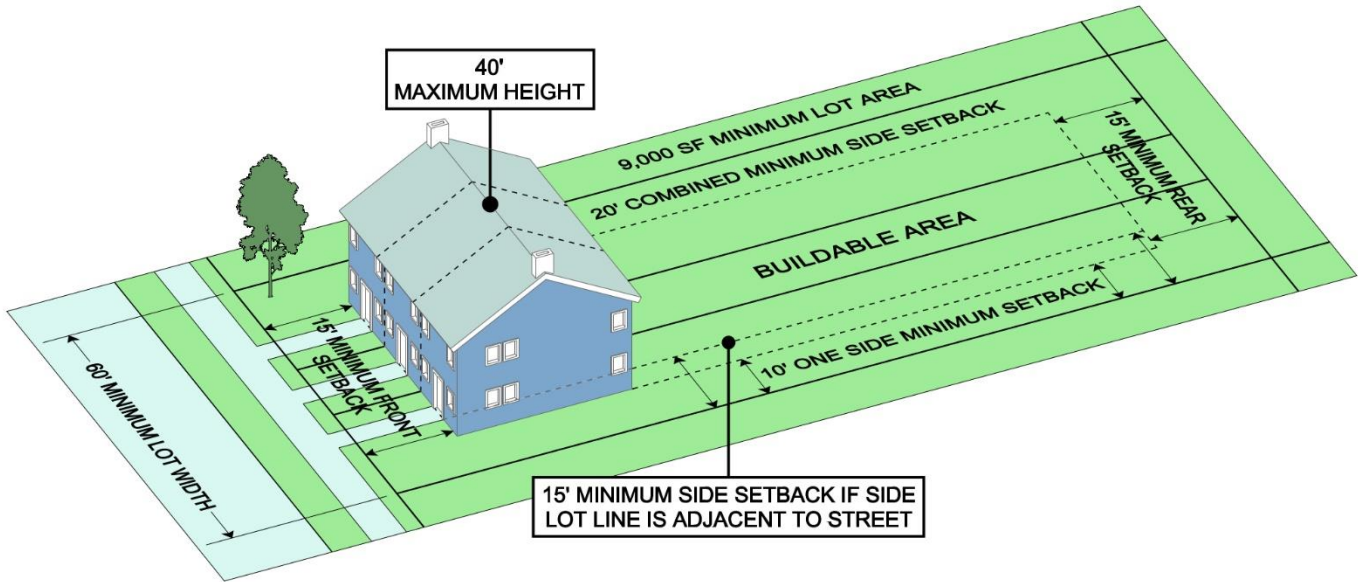 40'
MAXIMUM HEIGHT
9,000 SF MINIMUM LOT AREA
20' COMBINED MINIMUM SIDE SETBACK
15' MINIMUM REAR
SETBACK
BUILDABLE AREA
10' ONE SIDE MINIMUM SETBACK
15' MINIMUM FRONT
SETBACK
60' MINIMUM LOT WIDTH
15' MINIMUM SIDE SETBACK IF SIDE
LOT LINE IS ADJACENT TO STREET